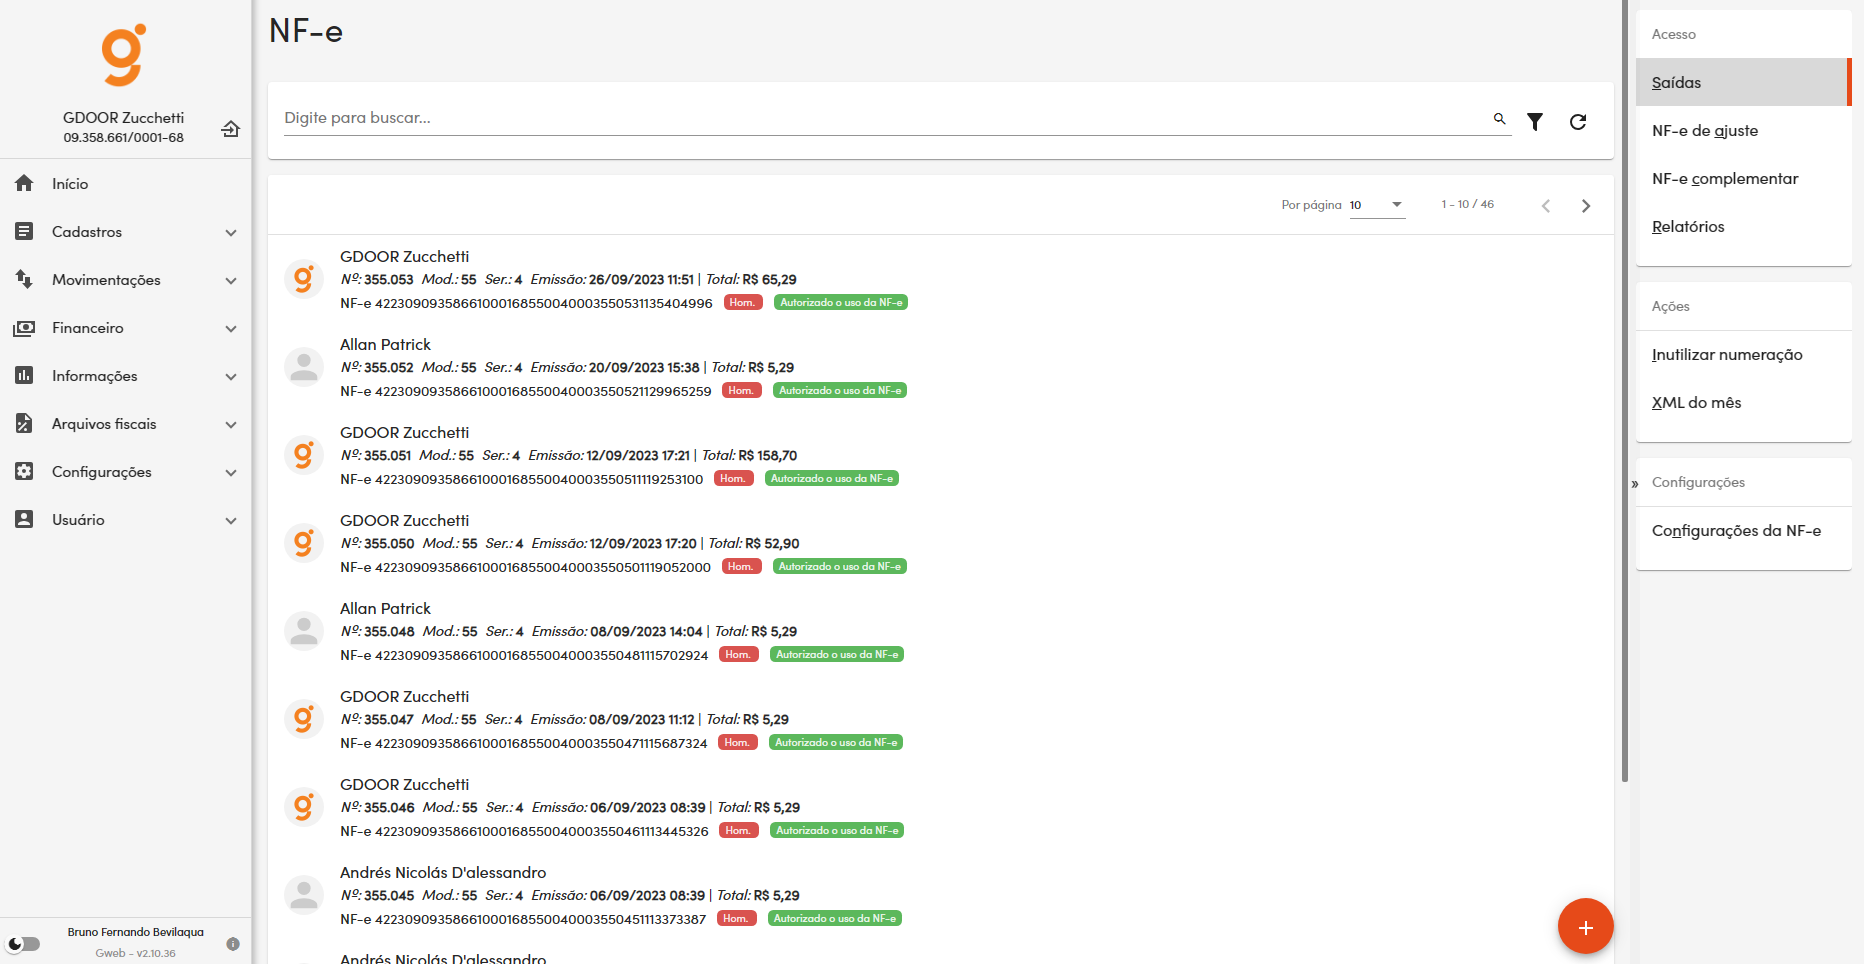 GDOOR Zucchetti
09.358.661/0001-68
Início
Cadastros
Movimentações
Financeiro
Informações
Arquivos fiscais
Configurações
Usuário
Bruno Fernando Bevilaqua
Gweb - v2.10.36
NF-e
Digite para buscar...
Por página 10 1 - 10 / 46
GDOOR Zucchetti
Nº: 355.053 Mod.: 55 Ser.: 4 Emissão: 26/09/2023 11:51 | Total: R$ 65,29
NF-e 42230909358661000168550040003550531135404996 Hom. Autorizado o uso da NF-e
Allan Patrick
Nº: 355.052 Mod.: 55 Ser.: 4 Emissão: 20/09/2023 15:38 | Total: R$ 5,29
NF-e 42230909358661000168550040003550521129965259 Hom. Autorizado o uso da NF-e
GDOOR Zucchetti
Nº: 355.051 Mod.: 55 Ser.: 4 Emissão: 12/09/2023 17:21 | Total: R$ 158,70
NF-e 42230909358661000168550040003550511119253100 Hom. Autorizado o uso da NF-e
GDOOR Zucchetti
Nº: 355.050 Mod.: 55 Ser.: 4 Emissão: 12/09/2023 17:20 | Total: R$ 52,90
NF-e 42230909358661000168550040003550501119052000 Hom. Autorizado o uso da NF-e
Allan Patrick
Nº: 355.048 Mod.: 55 Ser.: 4 Emissão: 08/09/2023 14:04 | Total: R$ 5,29
NF-e 42230909358661000168550040003550481115702924 Hom. Autorizado o uso da NF-e
GDOOR Zucchetti
Nº: 355.047 Mod.: 55 Ser.: 4 Emissão: 08/09/2023 11:12 | Total: R$ 5,29
NF-e 42230909358661000168550040003550471115687324 Hom. Autorizado o uso da NF-e
GDOOR Zucchetti
Nº: 355.046 Mod.: 55 Ser.: 4 Emissão: 06/09/2023 08:39 | Total: R$ 5,29
NF-e 42230909358661000168550040003550461113445326 Hom. Autorizado o uso da NF-e
Andrés Nicolás D'alessandro
Nº: 355.045 Mod.: 55 Ser.: 4 Emissão: 06/09/2023 08:39 | Total: R$ 5,29
NF-e 42230909358661000168550040003550451113373387 Hom. Autorizado o uso da NF-e
Andrés Nicolás D'alessandro
Acesso
Saídas
NF-e de ajuste
NF-e complementar
Relatórios
Ações
Inutilizar numeração
XML do mês
» Configurações
Configurações da NF-e